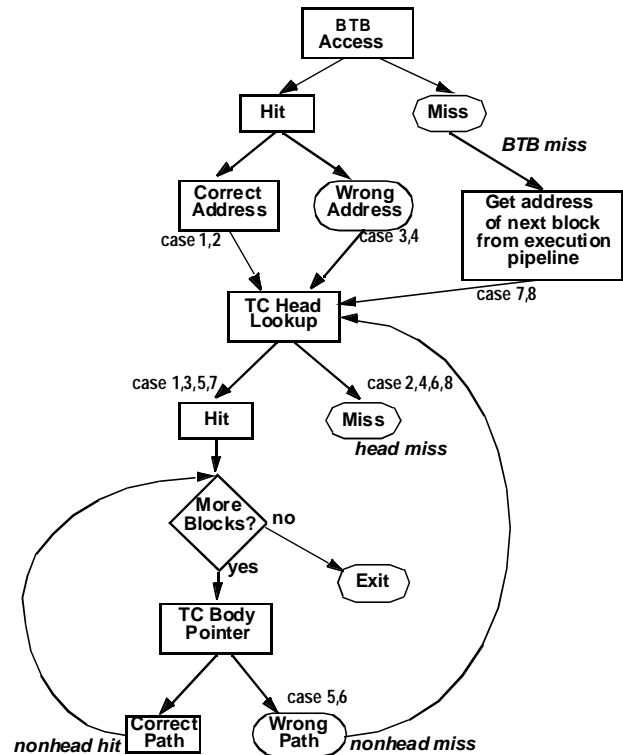 BTB
Access
Hit
Miss
BTB miss
Correct
Address
Wrong
Address
Get address
of next block
from execution
pipeline
case 1,2
case 3,4
case 7,8
TC Head
Lookup
case 1,3,5,7
case 2,4,6,8
Hit
Miss
head miss
More
Blocks?
no
yes
Exit
TC Body
Pointer
case 5,6
nonhead hit
Correct
Path
Wrong
Path
nonhead miss